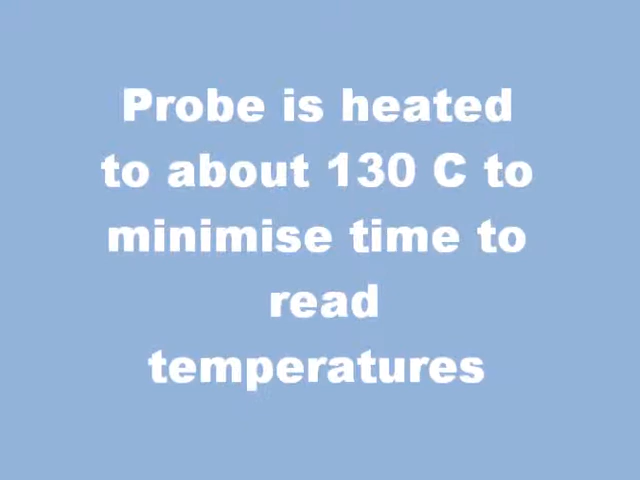 Probe is heated
to about 130 C to
minimise time to
read
temperatures